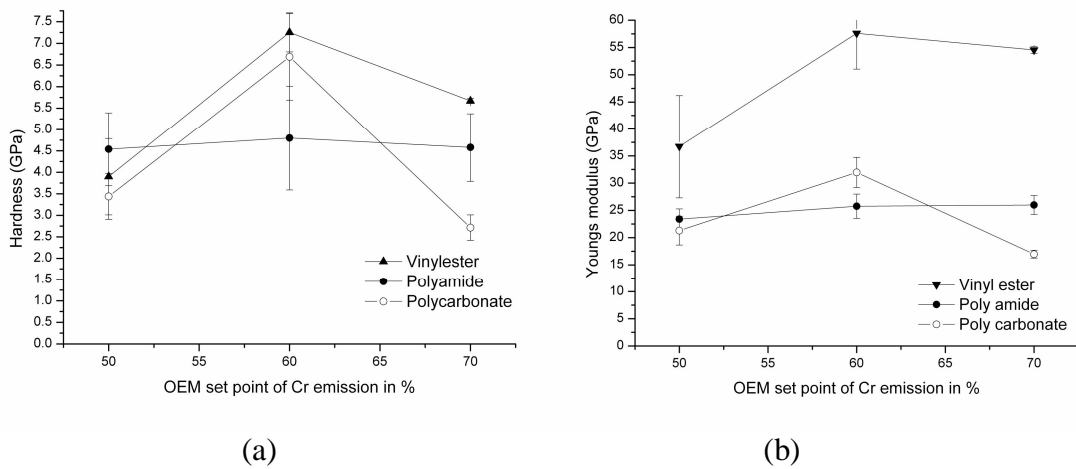 7.5
7.0
6.5
6.0
5.5
5.0
4.5
4.0
3.5
3.0
2.5
2.0
1.5
1.0
0.5
0.0
Hardness (GPa)
Vinylester
Polyamide
Polycarbonate
50 55 60 65 70
OEM set point of Cr emission in %
(a)
60
55
50
45
40
35
30
25
20
15
10
5
0
Youngs modulus (GPa)
Vinyl ester
Poly amide
Poly carbonate
50 55 60 65 70
OEM set point of Cr emission in %
(b)